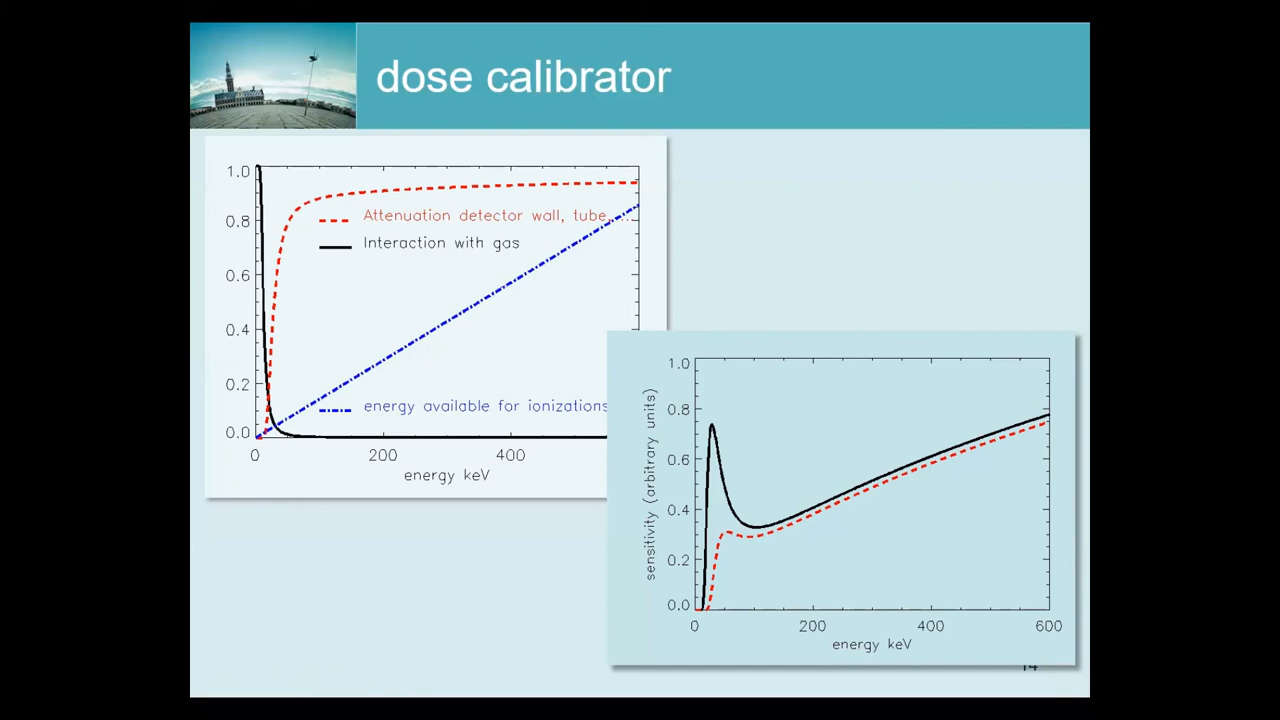 dose calibrator
1.0
0.8
0.6
0.4
0.2
0.0
Attenuation detector wall, tube, ...
Interaction with gas
energy available for ionizations
0 200 400
energy keV
sensitivity (arbitrary units)
1.0
0.8
0.6
0.4
0.2
0.0
0 200 400 600
energy keV
14